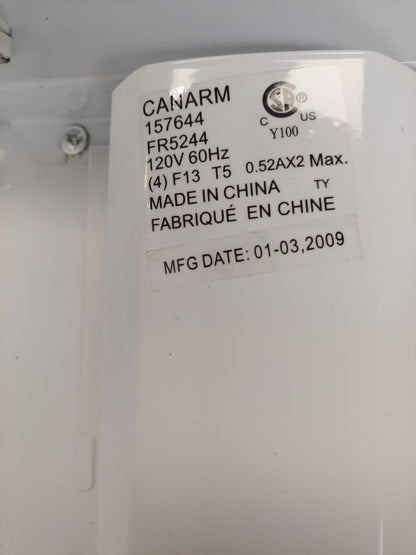 CANARM
157644
FR5244
120V 60Hz
(4) F13 T5 0.52AX2 Max.
MADE IN CHINA TY
FABRIQUÉ EN CHINE
SA ®
C US
Y100
MFG DATE: 01-03,2009